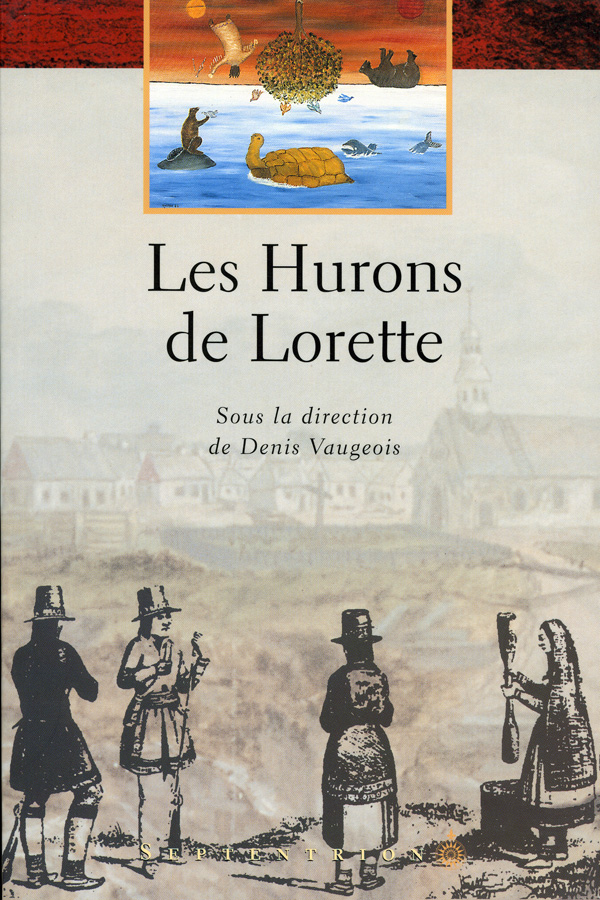 Les Hurons
de Lorette
Sous la direction
de Denis Vaugeois
SEPTENTRION